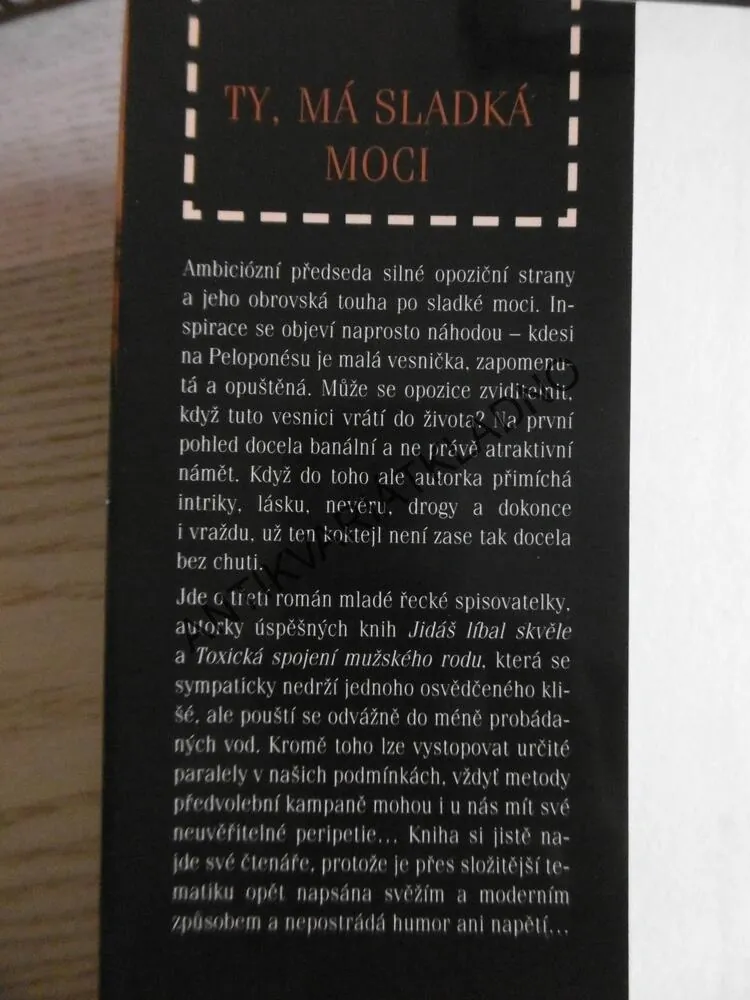 TY, MÁ SLADKÁ
MOCI
Ambiciózní předseda silné opoziční strany
a jeho obrovská touha po sladké moci. In-
spirace se objeví naprosto náhodou – kdesi
na Peloponésu je malá vesnička, zapomenu-
tá a opuštěná. Může se opozice zviditelnit,
když tuto vesnici vrátí do života? Na první
pohled docela banální a ne právě atraktivní
námět. Když do toho ale autorka přimíchá
intriky, lásku, nevěru, drogy a dokonce
i vraždu, už ten koktejl není zase tak docela
bez chuti.
Jde o třetí román mladé řecké spisovatelky,
autorky úspěšných knih Jidáš líbal skvěle
a Toxická spojení mužského rodu, která se
sympaticky nedrží jednoho osvědčeného kli-
šé, ale pouští se odvážně do méně probáda-
ných vod. Kromě toho lze vystopovat určité
paralely v našich podmínkách, vždyť metody
předvolební kampaně mohou i u nás mít své
neuvěřitelné peripetie... Kniha si jistě na-
jde své čtenáře, protože je přes složitější te-
matiku opět napsána svěžím a moderním
způsobem a nepostrádá humor ani napětí...
ANTIKVARIATKLADNO